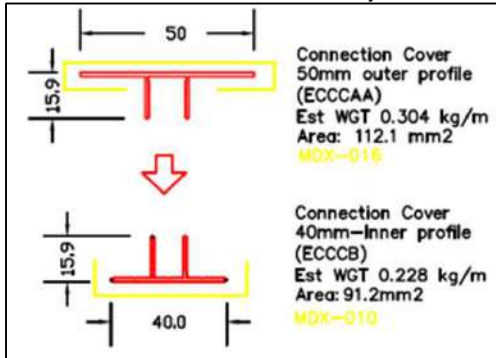 50
15.9
Connection Cover
50mm outer profile
(ECCCAA)
Est WGT 0.304 kg/m
Area: 112.1 mm2
MDX-016
15.9
40.0
Connection Cover
40mm-Inner profile
(ECCCB)
Est WGT 0.228 kg/m
Area: 91.2mm2
MDX-010